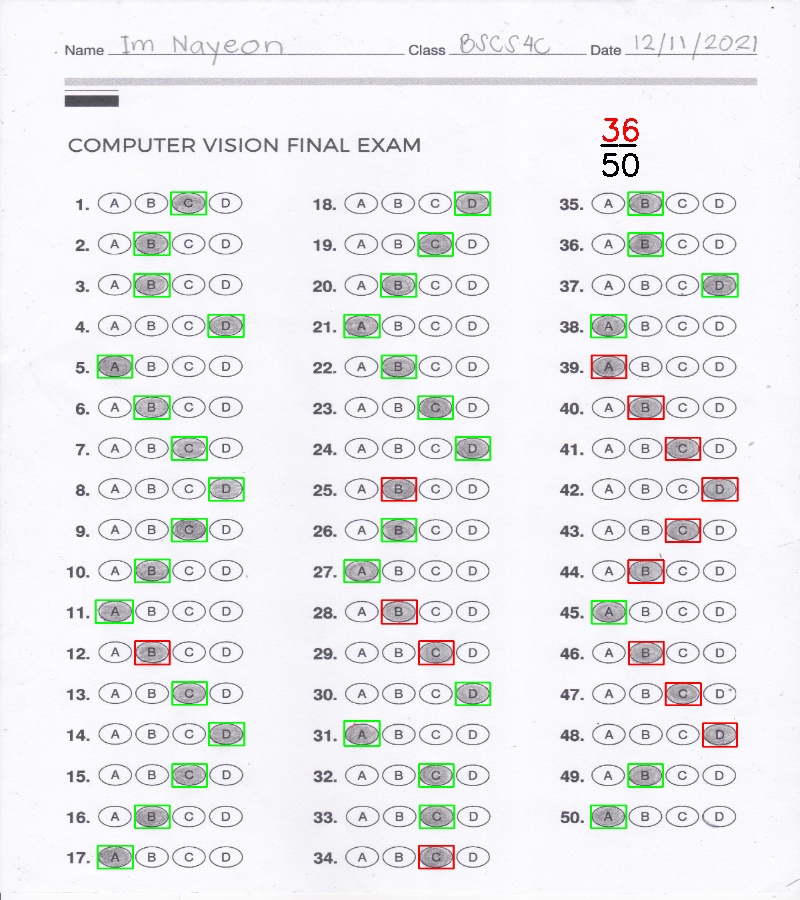 Name Im Nayeon Class BSCS4C Date 12/11/2021
COMPUTER VISION FINAL EXAM
36
50
1. A B C D
2. A B C D
3. A B C D
4. A B C D
5. A B C D
6. A B C D
7. A B C D
8. A B C D
9. A B C D
10. A B C D
11. A B C D
12. A B C D
13. A B C D
14. A B C D
15. A B C D
16. A B C D
17. A B C D
18. A B C D
19. A B C D
20. A B C D
21. A B C D
22. A B C D
23. A B C D
24. A B C D
25. A B C D
26. A B C D
27. A B C D
28. A B C D
29. A B C D
30. A B C D
31. A B C D
32. A B C D
33. A B C D
34. A B C D
35. A B C D
36. A B C D
37. A B C D
38. A B C D
39. A B C D
40. A B C D
41. A B C D
42. A B C D
43. A B C D
44. A B C D
45. A B C D
46. A B C D
47. A B C D
48. A B C D
49. A B C D
50. A B C D